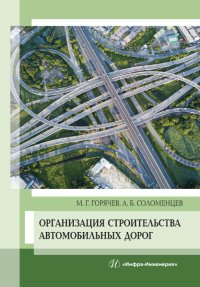 М. Г. ГОРЯЧЕВ, А. Б. СОЛОМЕНЦЕВ
ОРГАНИЗАЦИЯ СТРОИТЕЛЬСТВА
АВТОМОБИЛЬНЫХ ДОРОГ
«Инфра-Инженерия»